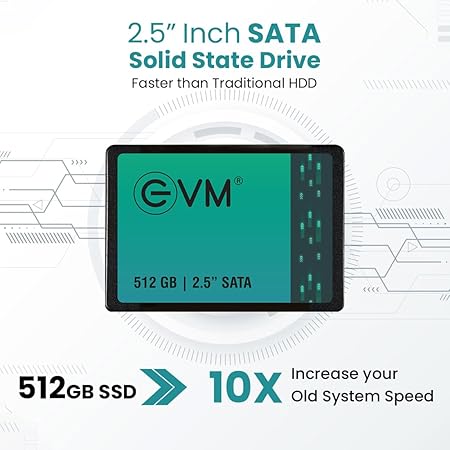 2.5” Inch SATA
Solid State Drive
Faster than Traditional HDD
EVM®
512 GB | 2.5” SATA
512GB SSD
10X
Increase your
Old System Speed